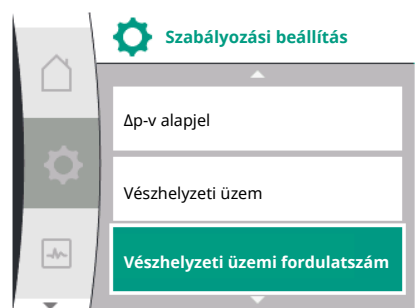 Szabályozási beállítás
Δp-v alapjel
Vészhelyzeti üzem
Vészhelyzeti üzemi fordulatszám